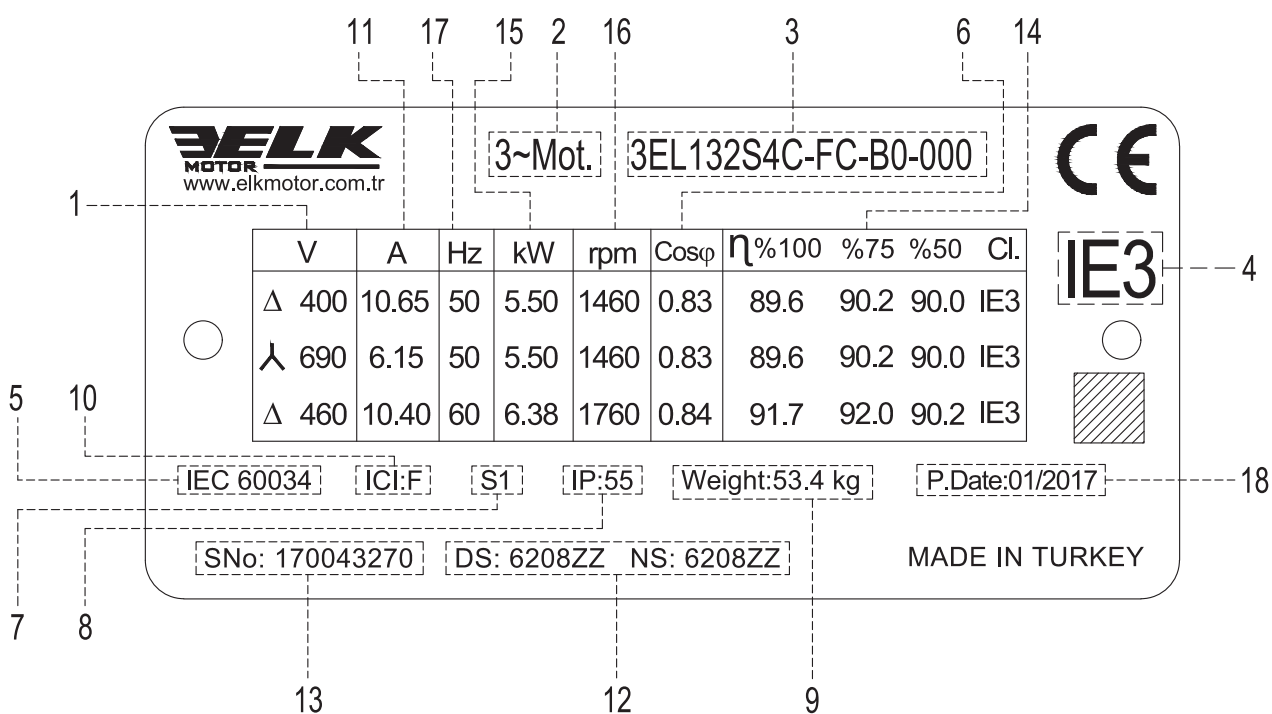 11 17 15 2 16 3 6 14
ELK
MOTOR
www.elkmotor.com.tr
3~Mot. 3EL132S4C-FC-B0-000
CE
1
V A Hz kW rpm Cosφ η%100 %75 %50 Cl.
IE3 4
Δ 400 10.65 50 5.50 1460 0.83 89.6 90.2 90.0 IE3
⅄ 690 6.15 50 5.50 1460 0.83 89.6 90.2 90.0 IE3
Δ 460 10.40 60 6.38 1760 0.84 91.7 92.0 90.2 IE3
5 10
IEC 60034 ICI:F S1 IP:55 Weight:53.4 kg P.Date:01/2017 18
SNo: 170043270 DS: 6208ZZ NS: 6208ZZ MADE IN TURKEY
7 8
13 12 9